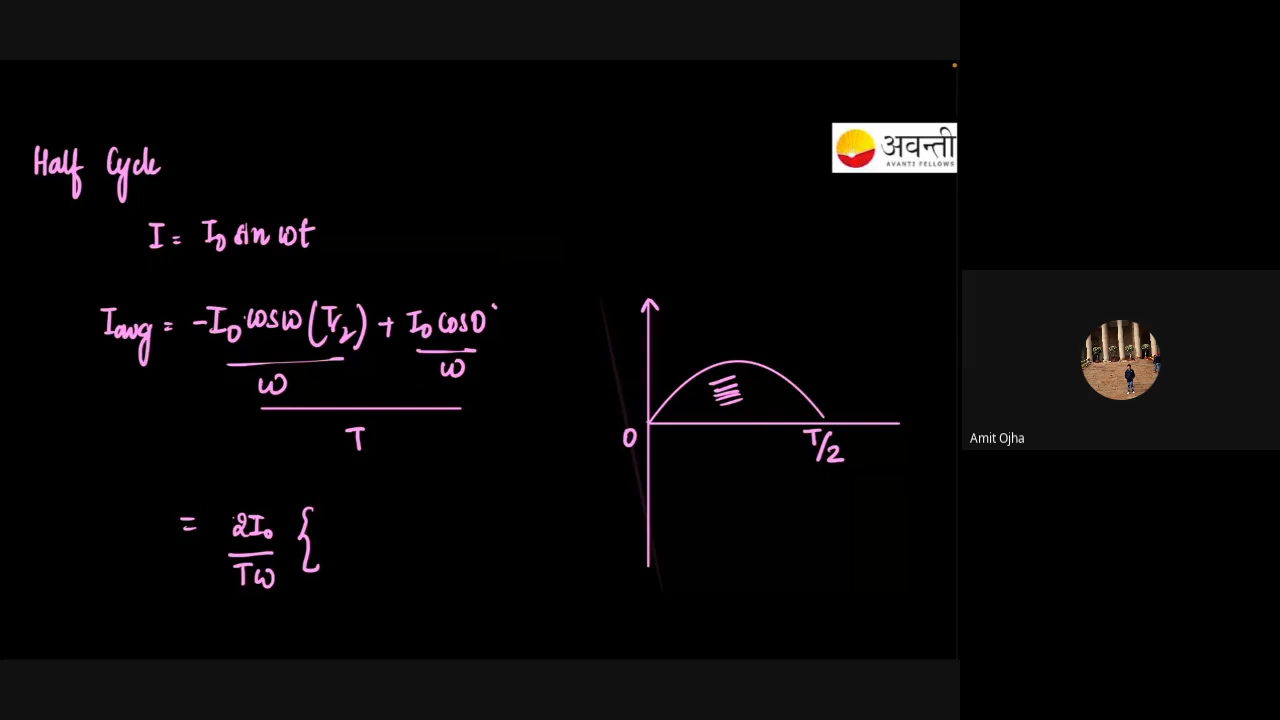 Half Cycle
I = I₀ sin ωt
Iavg = -I₀ cos ω(T/2) + I₀ cos 0°
ω ω
T
= 2I₀ {
Tω
0 T/2
अवन्ती
AVANTI FELLOWS
Amit Ojha